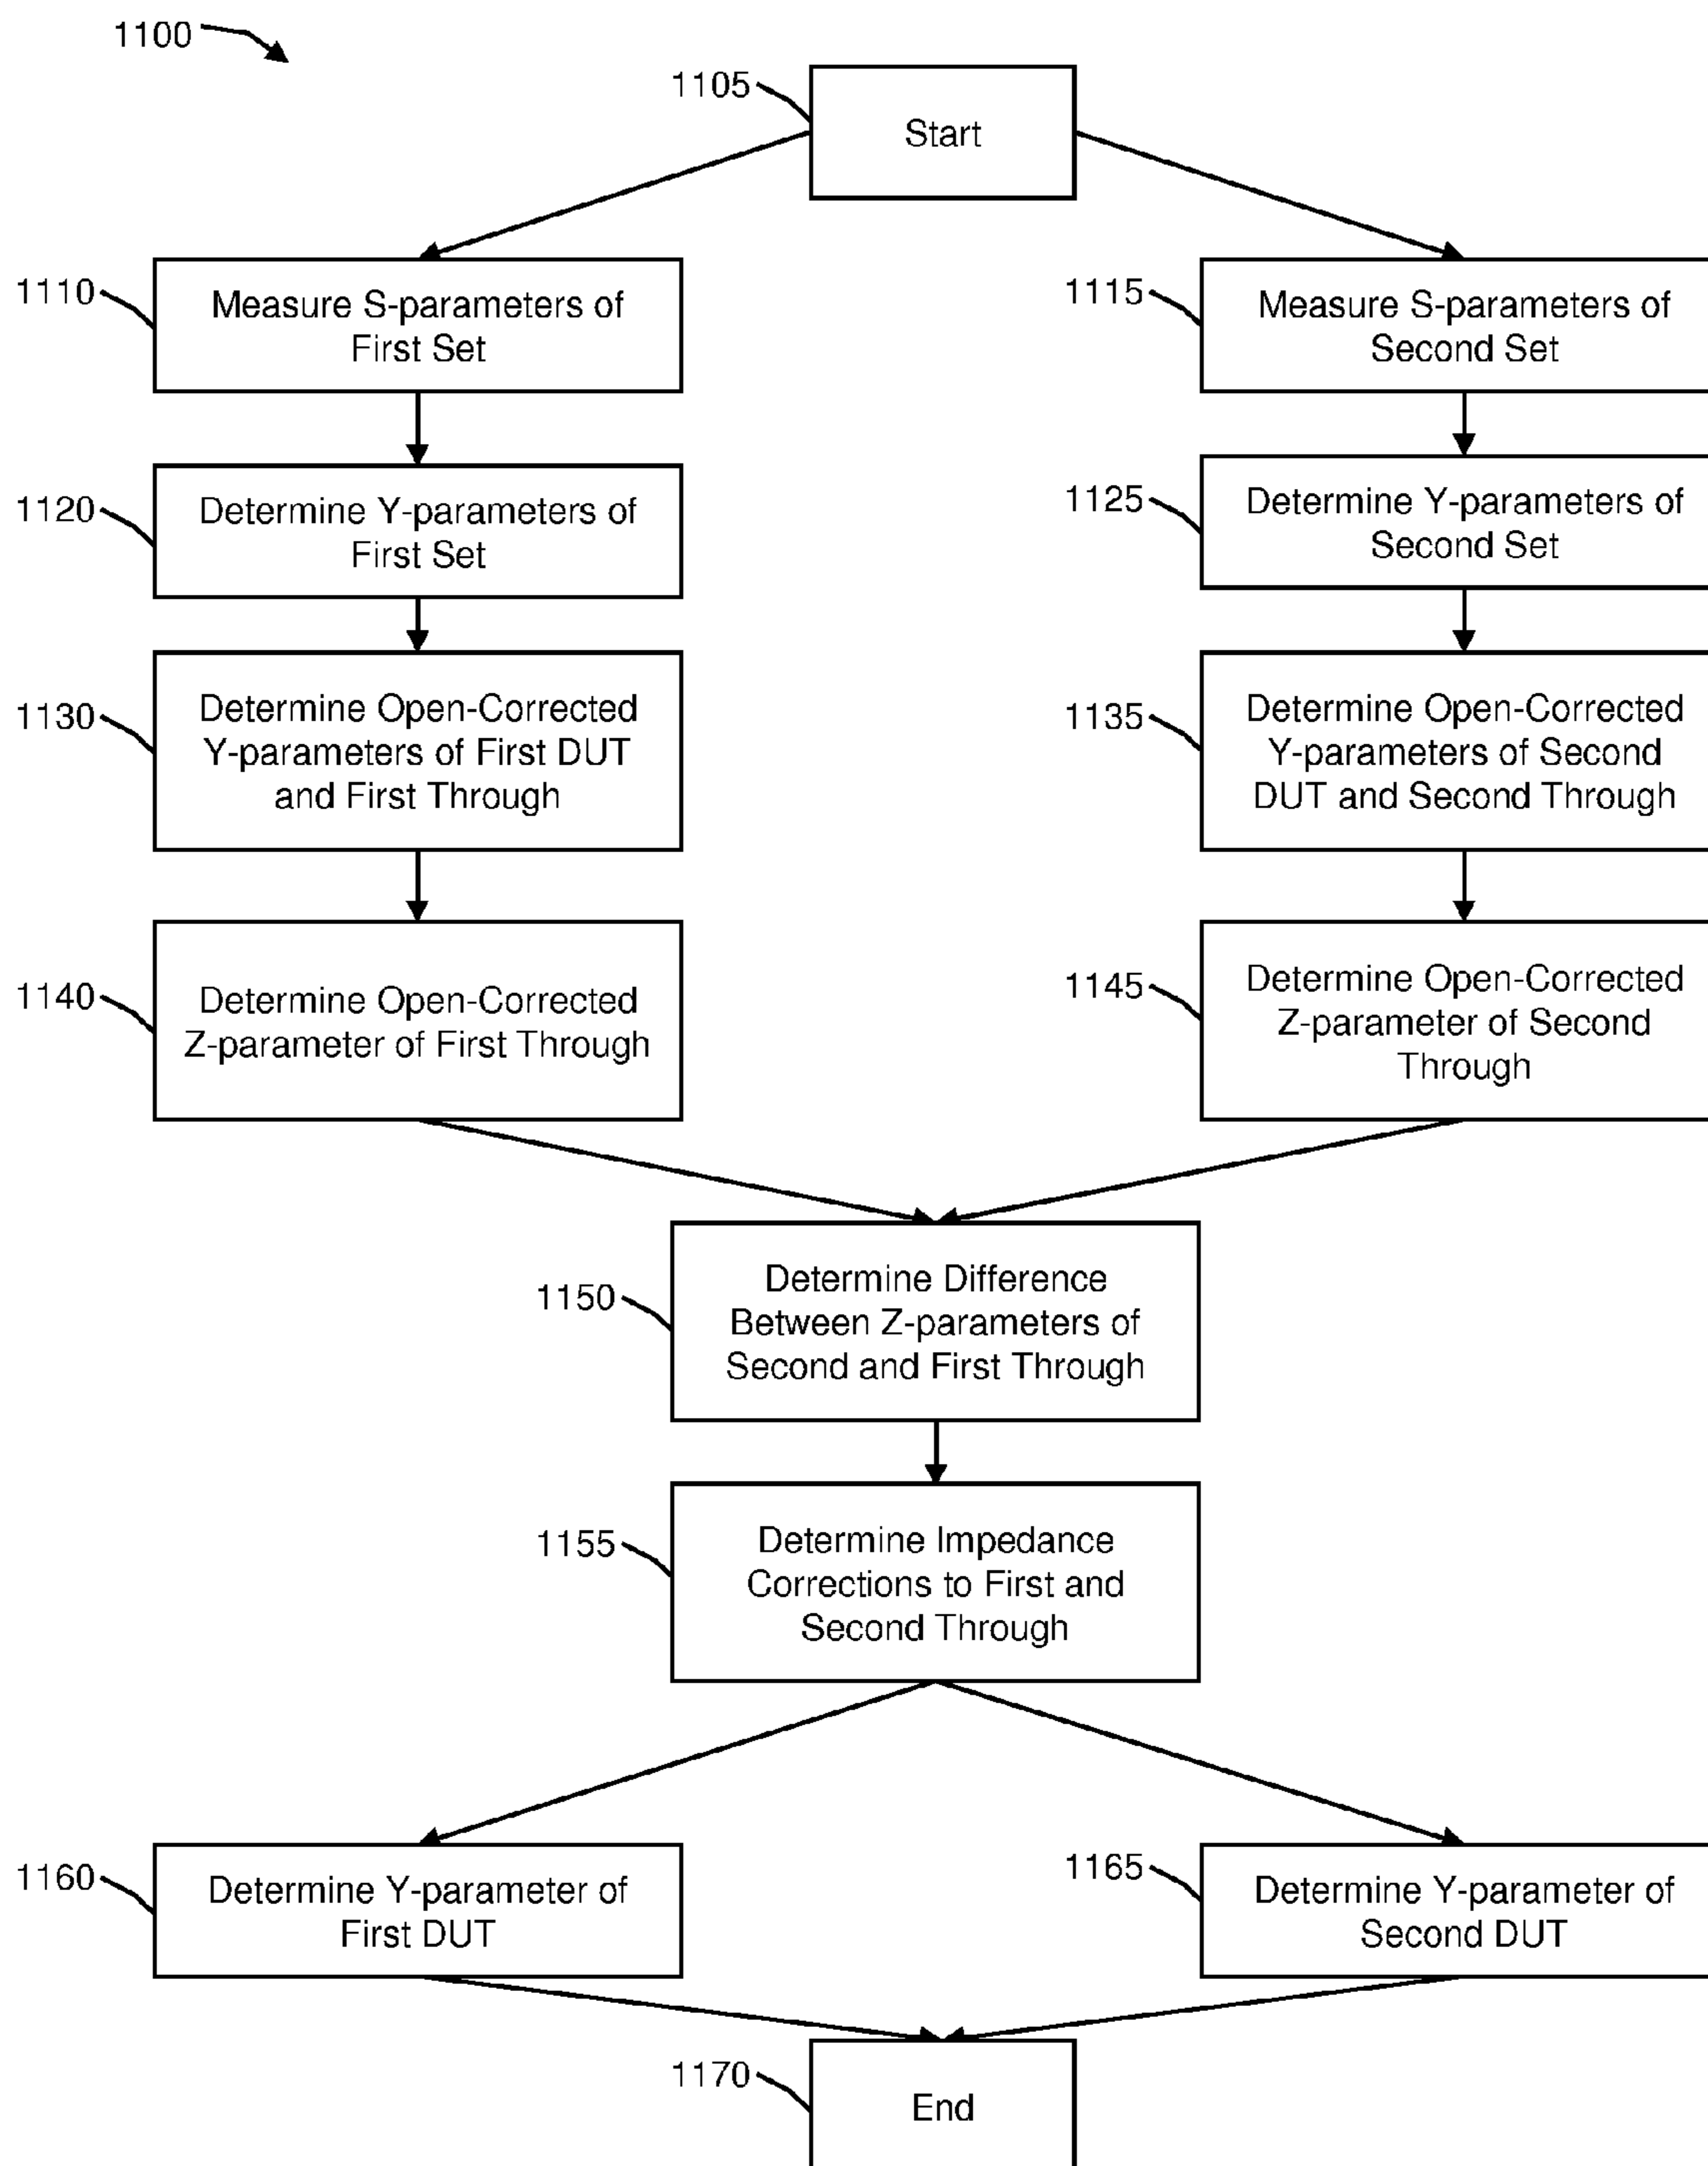 1100
1105
Start
1110
Measure S-parameters of
First Set
1115
Measure S-parameters of
Second Set
1120
Determine Y-parameters of
First Set
1125
Determine Y-parameters of
Second Set
1130
Determine Open-Corrected
Y-parameters of First DUT
and First Through
1135
Determine Open-Corrected
Y-parameters of Second
DUT and Second Through
1140
Determine Open-Corrected
Z-parameter of First Through
1145
Determine Open-Corrected
Z-parameter of Second
Through
1150
Determine Difference
Between Z-parameters of
Second and First Through
1155
Determine Impedance
Corrections to First and
Second Through
1160
Determine Y-parameter of
First DUT
1165
Determine Y-parameter of
Second DUT
1170
End